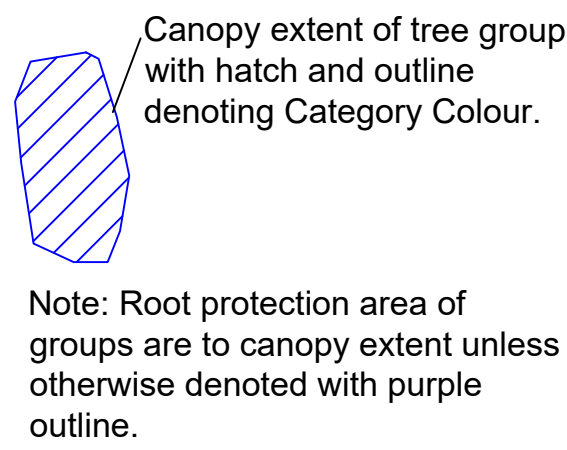 Canopy extent of tree group
with hatch and outline
denoting Category Colour.
Note: Root protection area of
groups are to canopy extent unless
otherwise denoted with purple
outline.